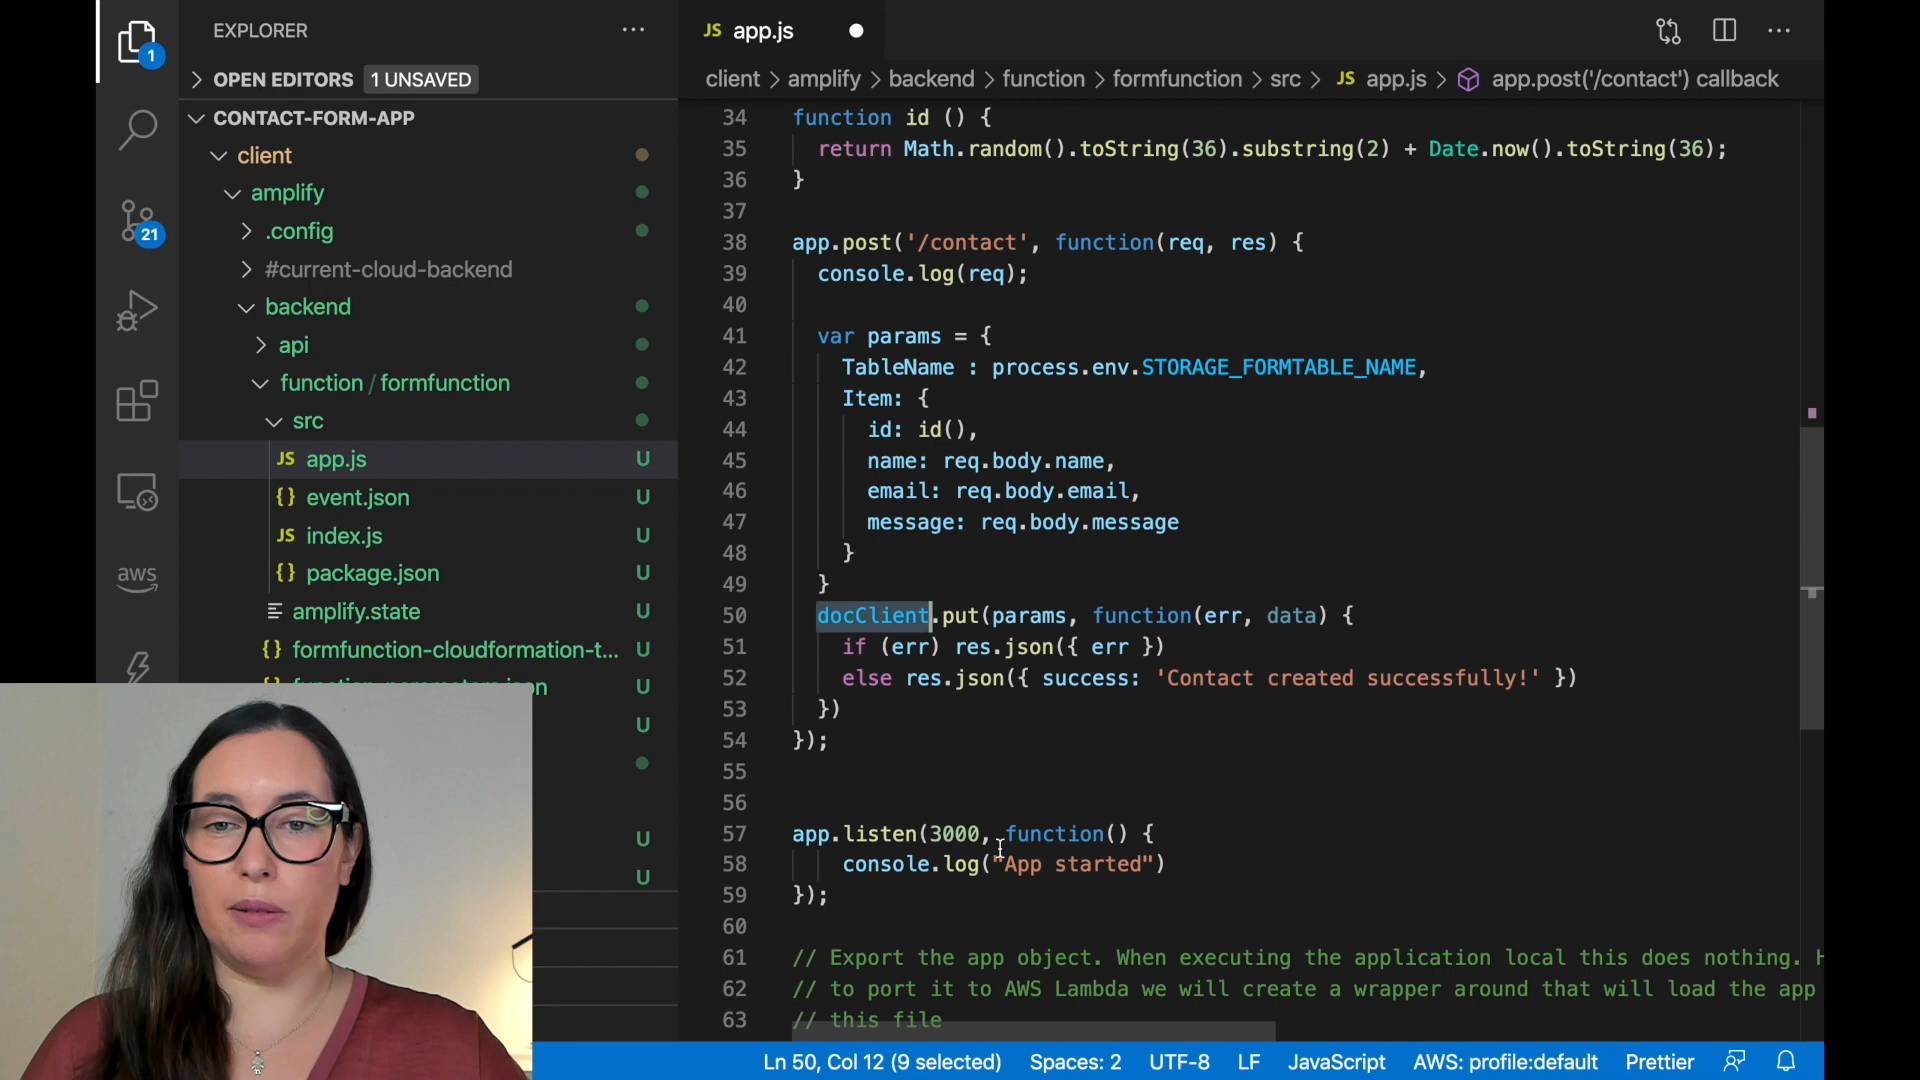 EXPLORER
OPEN EDITORS 1 UNSAVED
CONTACT-FORM-APP
client
amplify
.config
#current-cloud-backend
backend
api
function / formfunction
src
JS app.js U
{} event.json U
JS index.js U
{} package.json U
amplify.state U
{} formfunction-cloudformation-t... U
U
U
U
U
1
21
aws
JS app.js
client > amplify > backend > function > formfunction > src > JS app.js > app.post('/contact') callback
34 function id () {
35 return Math.random().toString(36).substring(2) + Date.now().toString(36);
36 }
37
38 app.post('/contact', function(req, res) {
39 console.log(req);
40
41 var params = {
42 TableName : process.env.STORAGE_FORMTABLE_NAME,
43 Item: {
44 id: id(),
45 name: req.body.name,
46 email: req.body.email,
47 message: req.body.message
48 }
49 }
50 docClient.put(params, function(err, data) {
51 if (err) res.json({ err })
52 else res.json({ success: 'Contact created successfully!' })
53 })
54 });
55
56
57 app.listen(3000, function() {
58 console.log("App started")
59 });
60
61 // Export the app object. When executing the application local this does nothing.
62 // to port it to AWS Lambda we will create a wrapper around that will load the app
63 // this file
Ln 50, Col 12 (9 selected) Spaces: 2 UTF-8 LF JavaScript AWS: profile:default Prettier